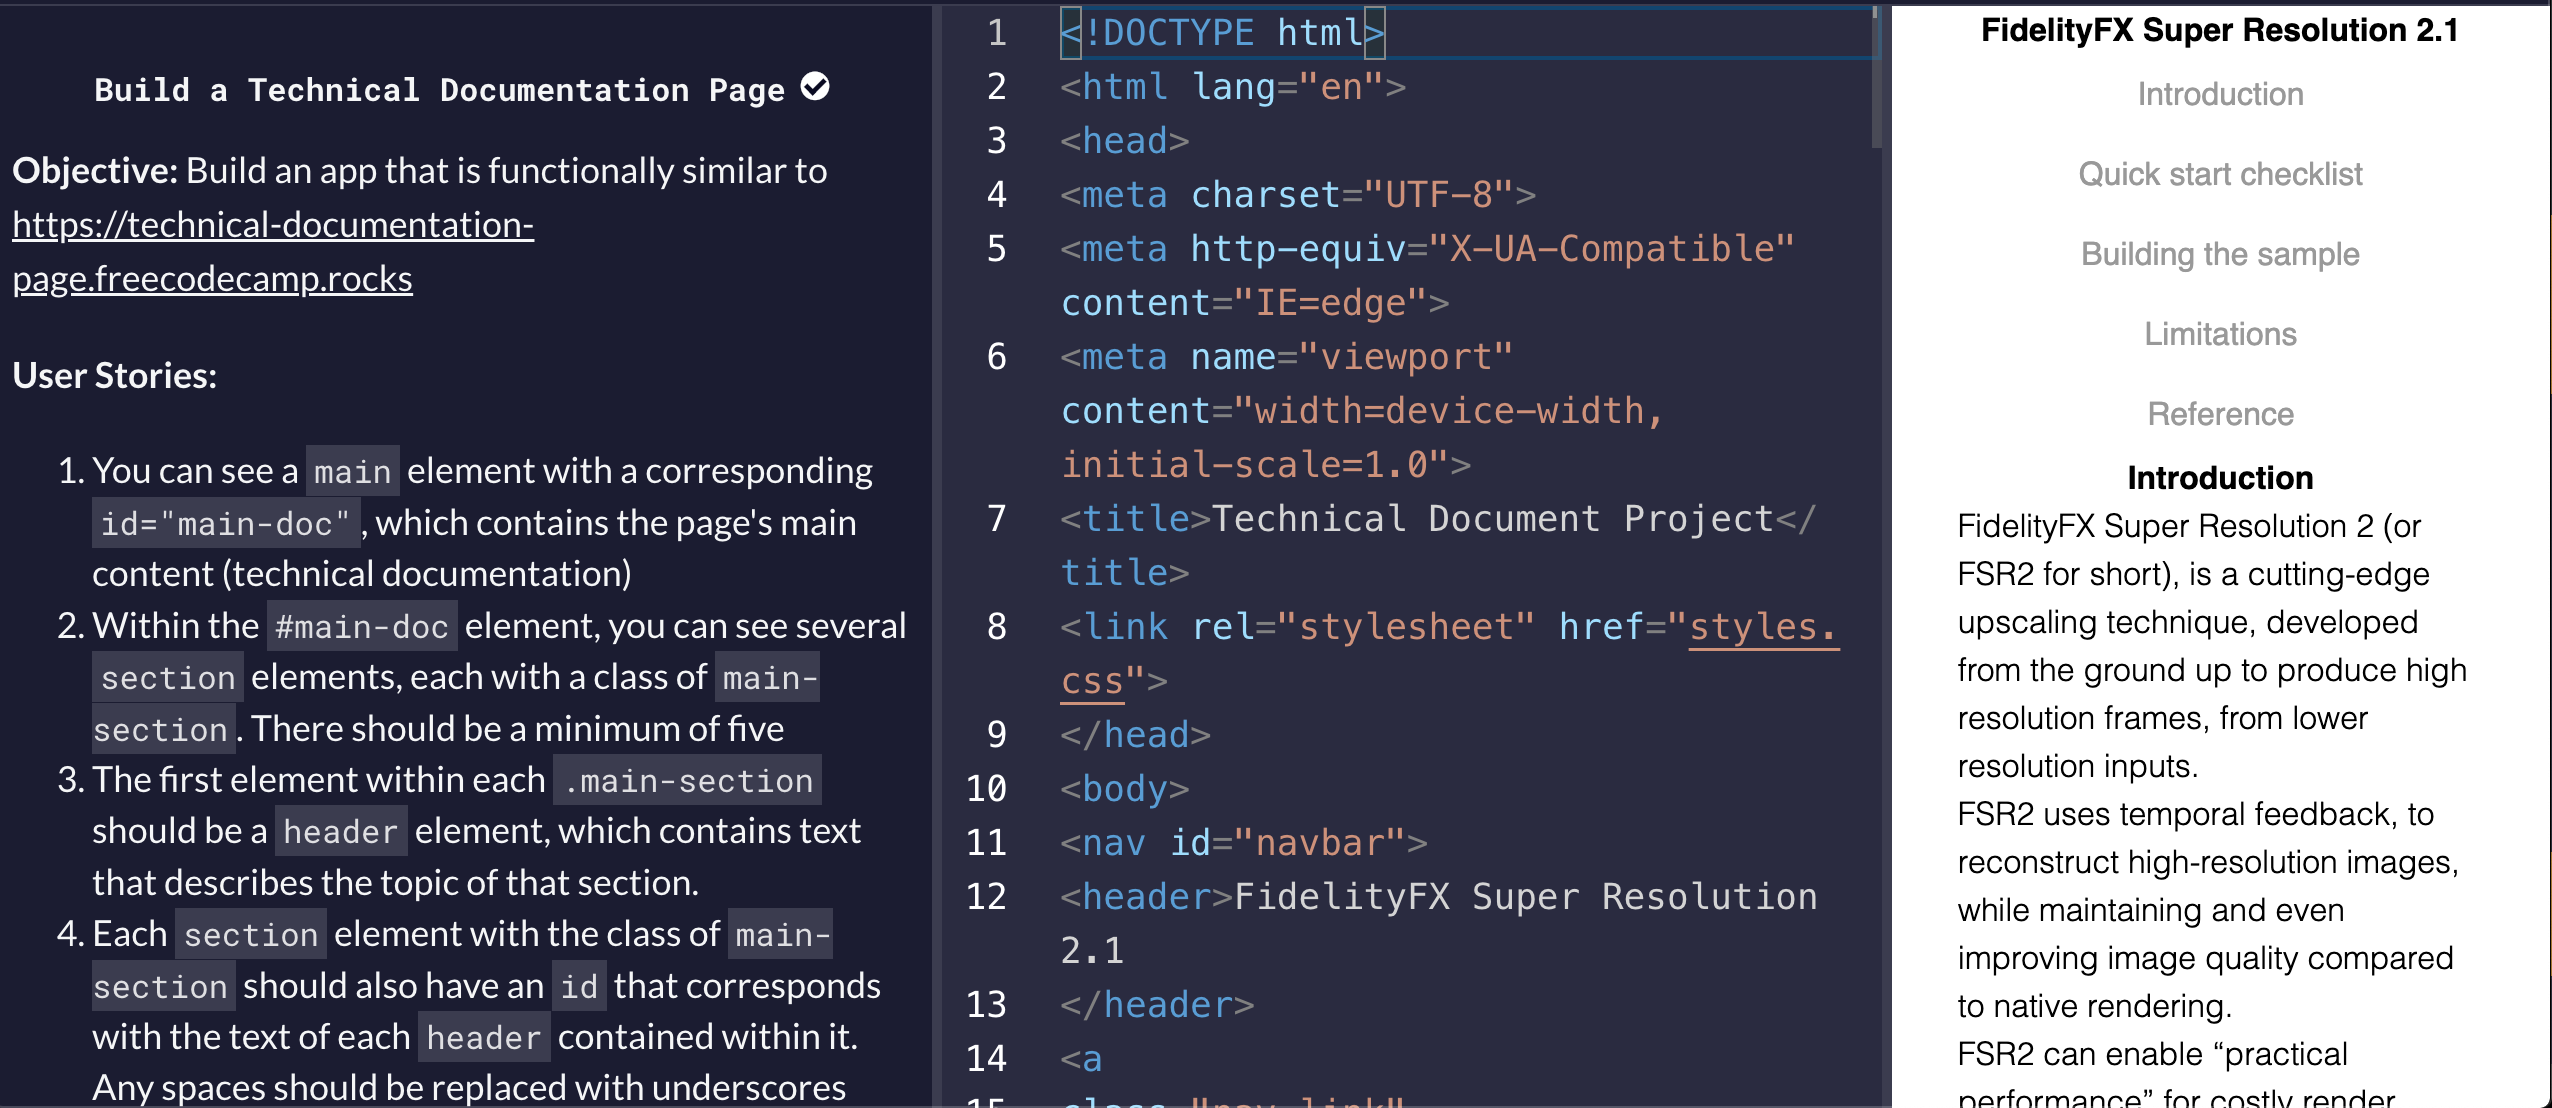 Build a Technical Documentation Page
Objective: Build an app that is functionally similar to
https://technical-documentation-
page.freecodecamp.rocks
User Stories:
1. You can see a main element with a corresponding
id="main-doc", which contains the page's main
content (technical documentation)
2. Within the #main-doc element, you can see several
section elements, each with a class of main-
section. There should be a minimum of five
3. The first element within each .main-section
should be a header element, which contains text
that describes the topic of that section.
4. Each section element with the class of main-
section should also have an id that corresponds
with the text of each header contained within it.
Any spaces should be replaced with underscores
1 <!DOCTYPE html>
2 <html lang="en">
3 <head>
4 <meta charset="UTF-8">
5 <meta http-equiv="X-UA-Compatible"
content="IE=edge">
6 <meta name="viewport"
content="width=device-width,
initial-scale=1.0">
7 <title>Technical Document Project</
title>
8 <link rel="stylesheet" href="styles.
css">
9 </head>
10 <body>
11 <nav id="navbar">
12 <header>FidelityFX Super Resolution
2.1
13 </header>
14 <a
15 class="nav-link"
FidelityFX Super Resolution 2.1
Introduction
Quick start checklist
Building the sample
Limitations
Reference
Introduction
FidelityFX Super Resolution 2 (or
FSR2 for short), is a cutting-edge
upscaling technique, developed
from the ground up to produce high
resolution frames, from lower
resolution inputs.
FSR2 uses temporal feedback, to
reconstruct high-resolution images,
while maintaining and even
improving image quality compared
to native rendering.
FSR2 can enable “practical
performance” for costly render